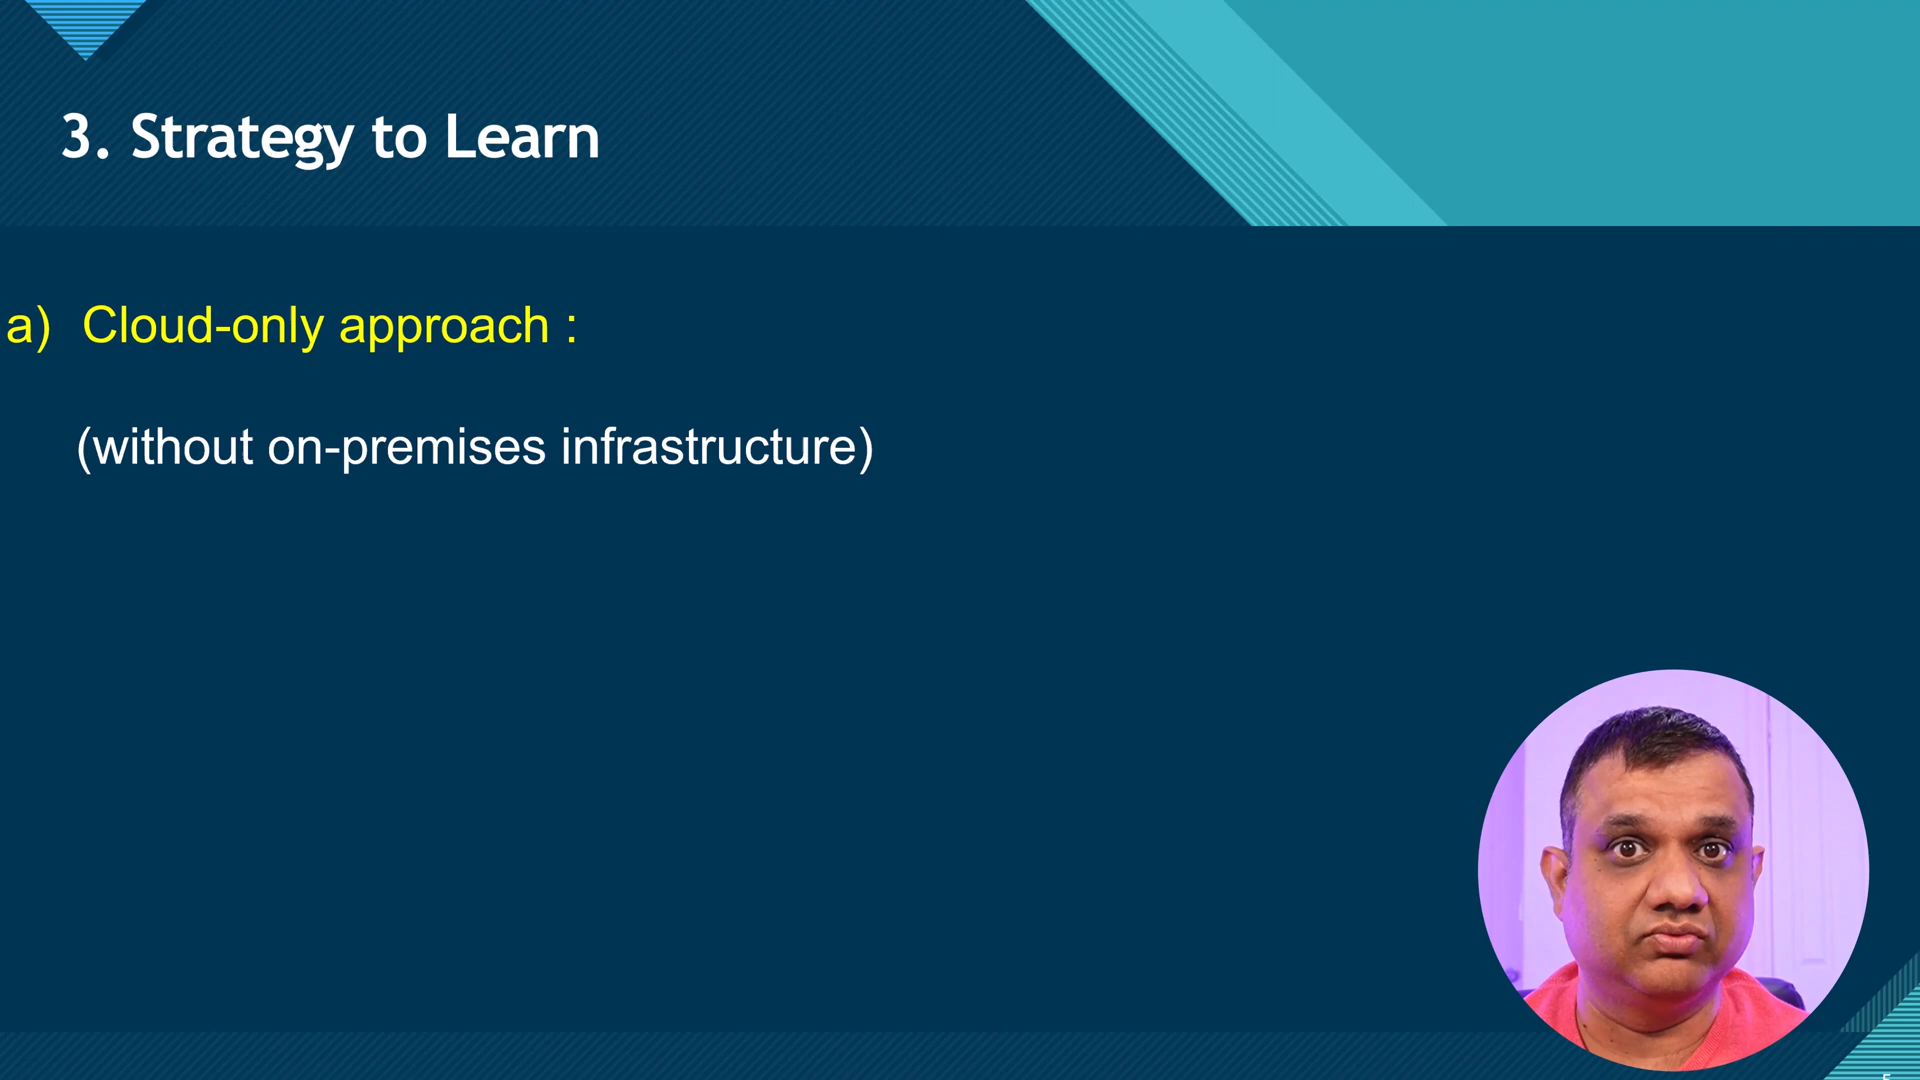 3. Strategy to Learn
a) Cloud-only approach :
(without on-premises infrastructure)